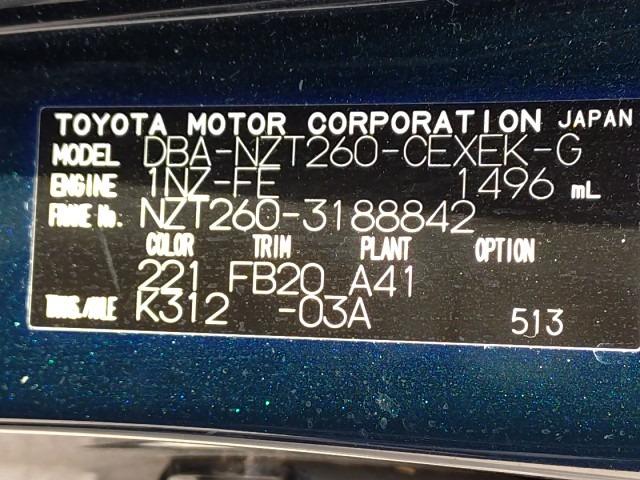 TOYOTA MOTOR CORPORATION JAPAN
MODEL DBA-NZT260-CEXEK-G
ENGINE 1NZ-FE 1496 mL
FRAME No. NZT260-3188842
COLOR TRIM PLANT OPTION
221 FB20 A41
TRANS./AXLE K312 -03A 513